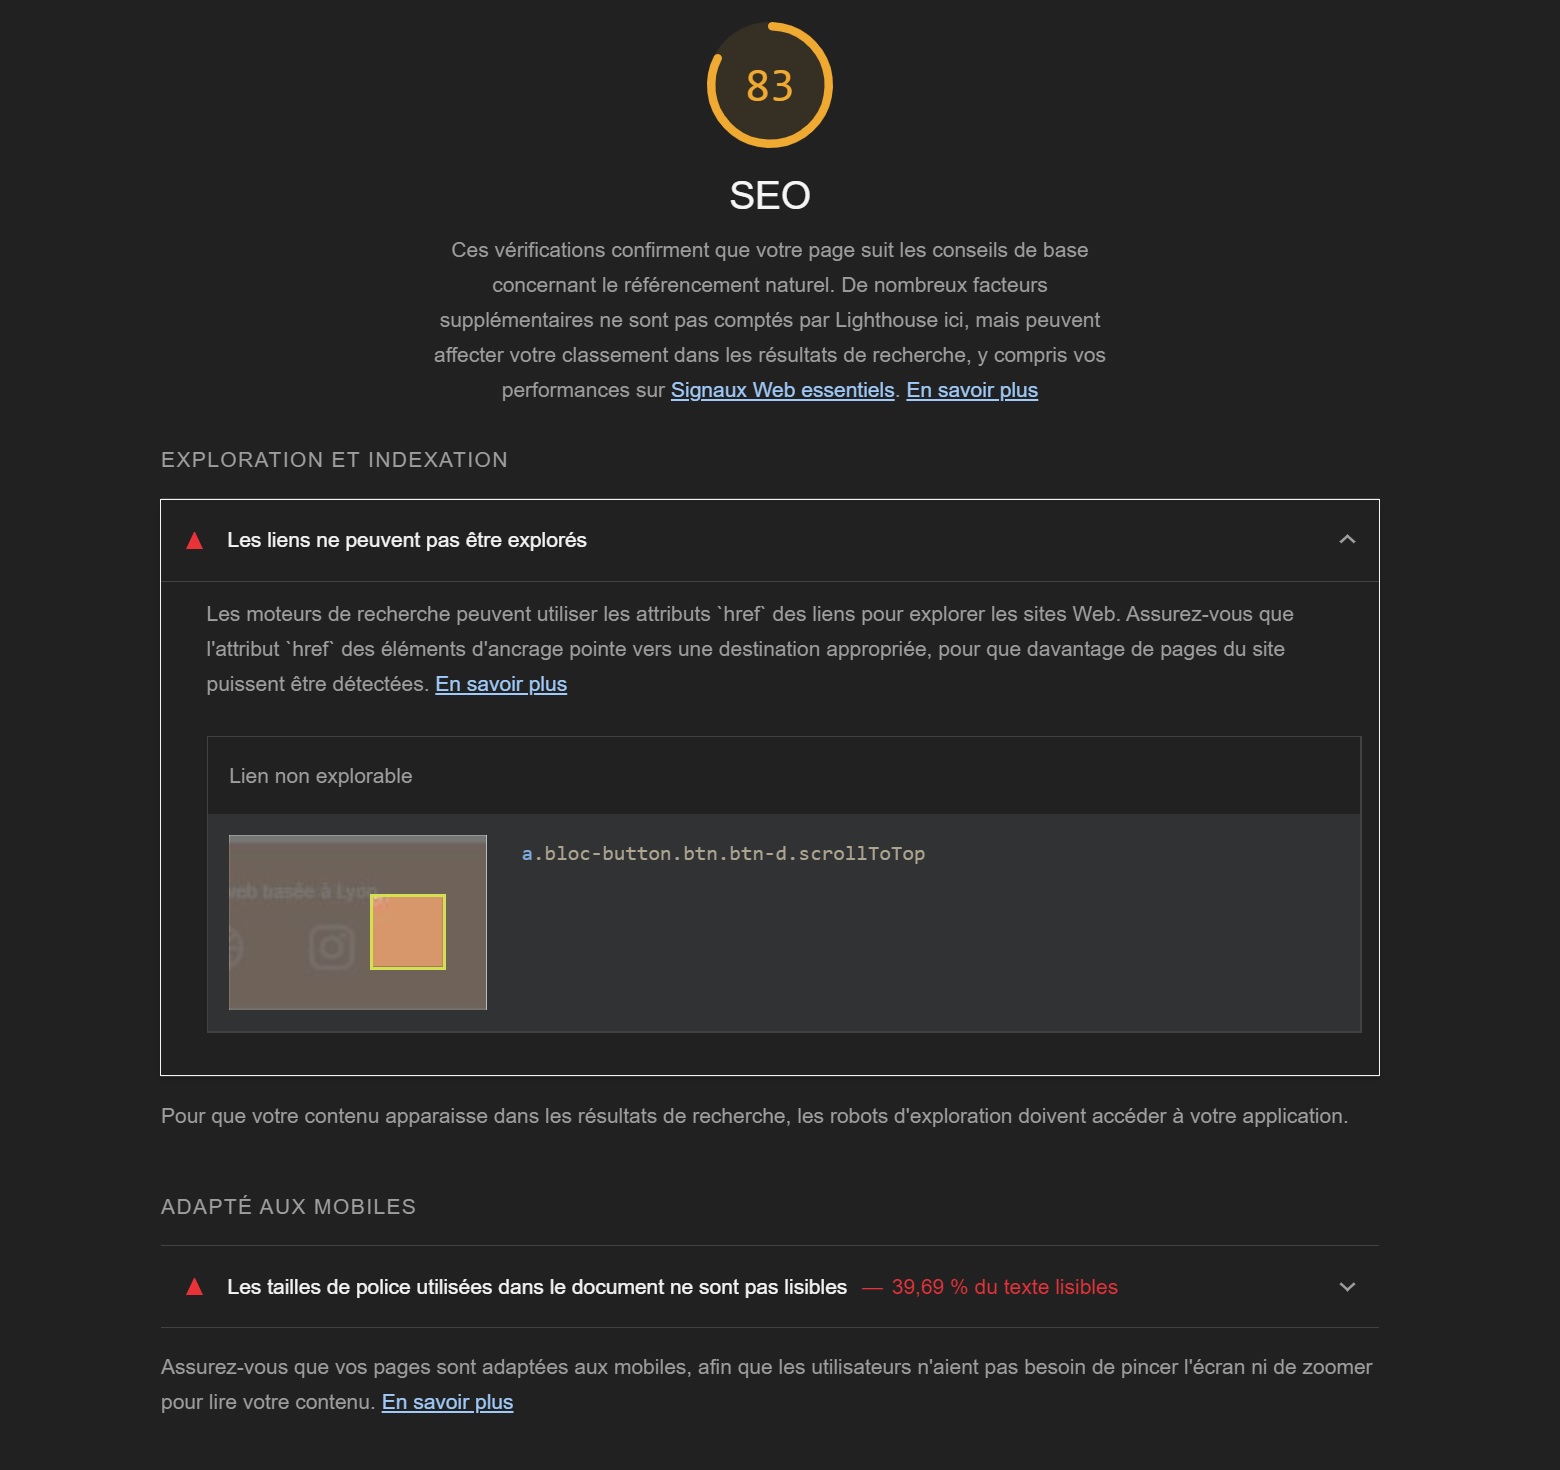 83
SEO
Ces vérifications confirment que votre page suit les conseils de base
concernant le référencement naturel. De nombreux facteurs
supplémentaires ne sont pas comptés par Lighthouse ici, mais peuvent
affecter votre classement dans les résultats de recherche, y compris vos
performances sur Signaux Web essentiels. En savoir plus
EXPLORATION ET INDEXATION
Les liens ne peuvent pas être explorés
Les moteurs de recherche peuvent utiliser les attributs `href` des liens pour explorer les sites Web. Assurez-vous que
l'attribut `href` des éléments d'ancrage pointe vers une destination appropriée, pour que davantage de pages du site
puissent être détectées. En savoir plus
Lien non explorable
a.bloc-button.btn.btn-d.scrollToTop
web basée à Lyon,
Pour que votre contenu apparaisse dans les résultats de recherche, les robots d'exploration doivent accéder à votre application.
ADAPTÉ AUX MOBILES
Les tailles de police utilisées dans le document ne sont pas lisibles — 39,69 % du texte lisibles
Assurez-vous que vos pages sont adaptées aux mobiles, afin que les utilisateurs n'aient pas besoin de pincer l'écran ni de zoomer
pour lire votre contenu. En savoir plus